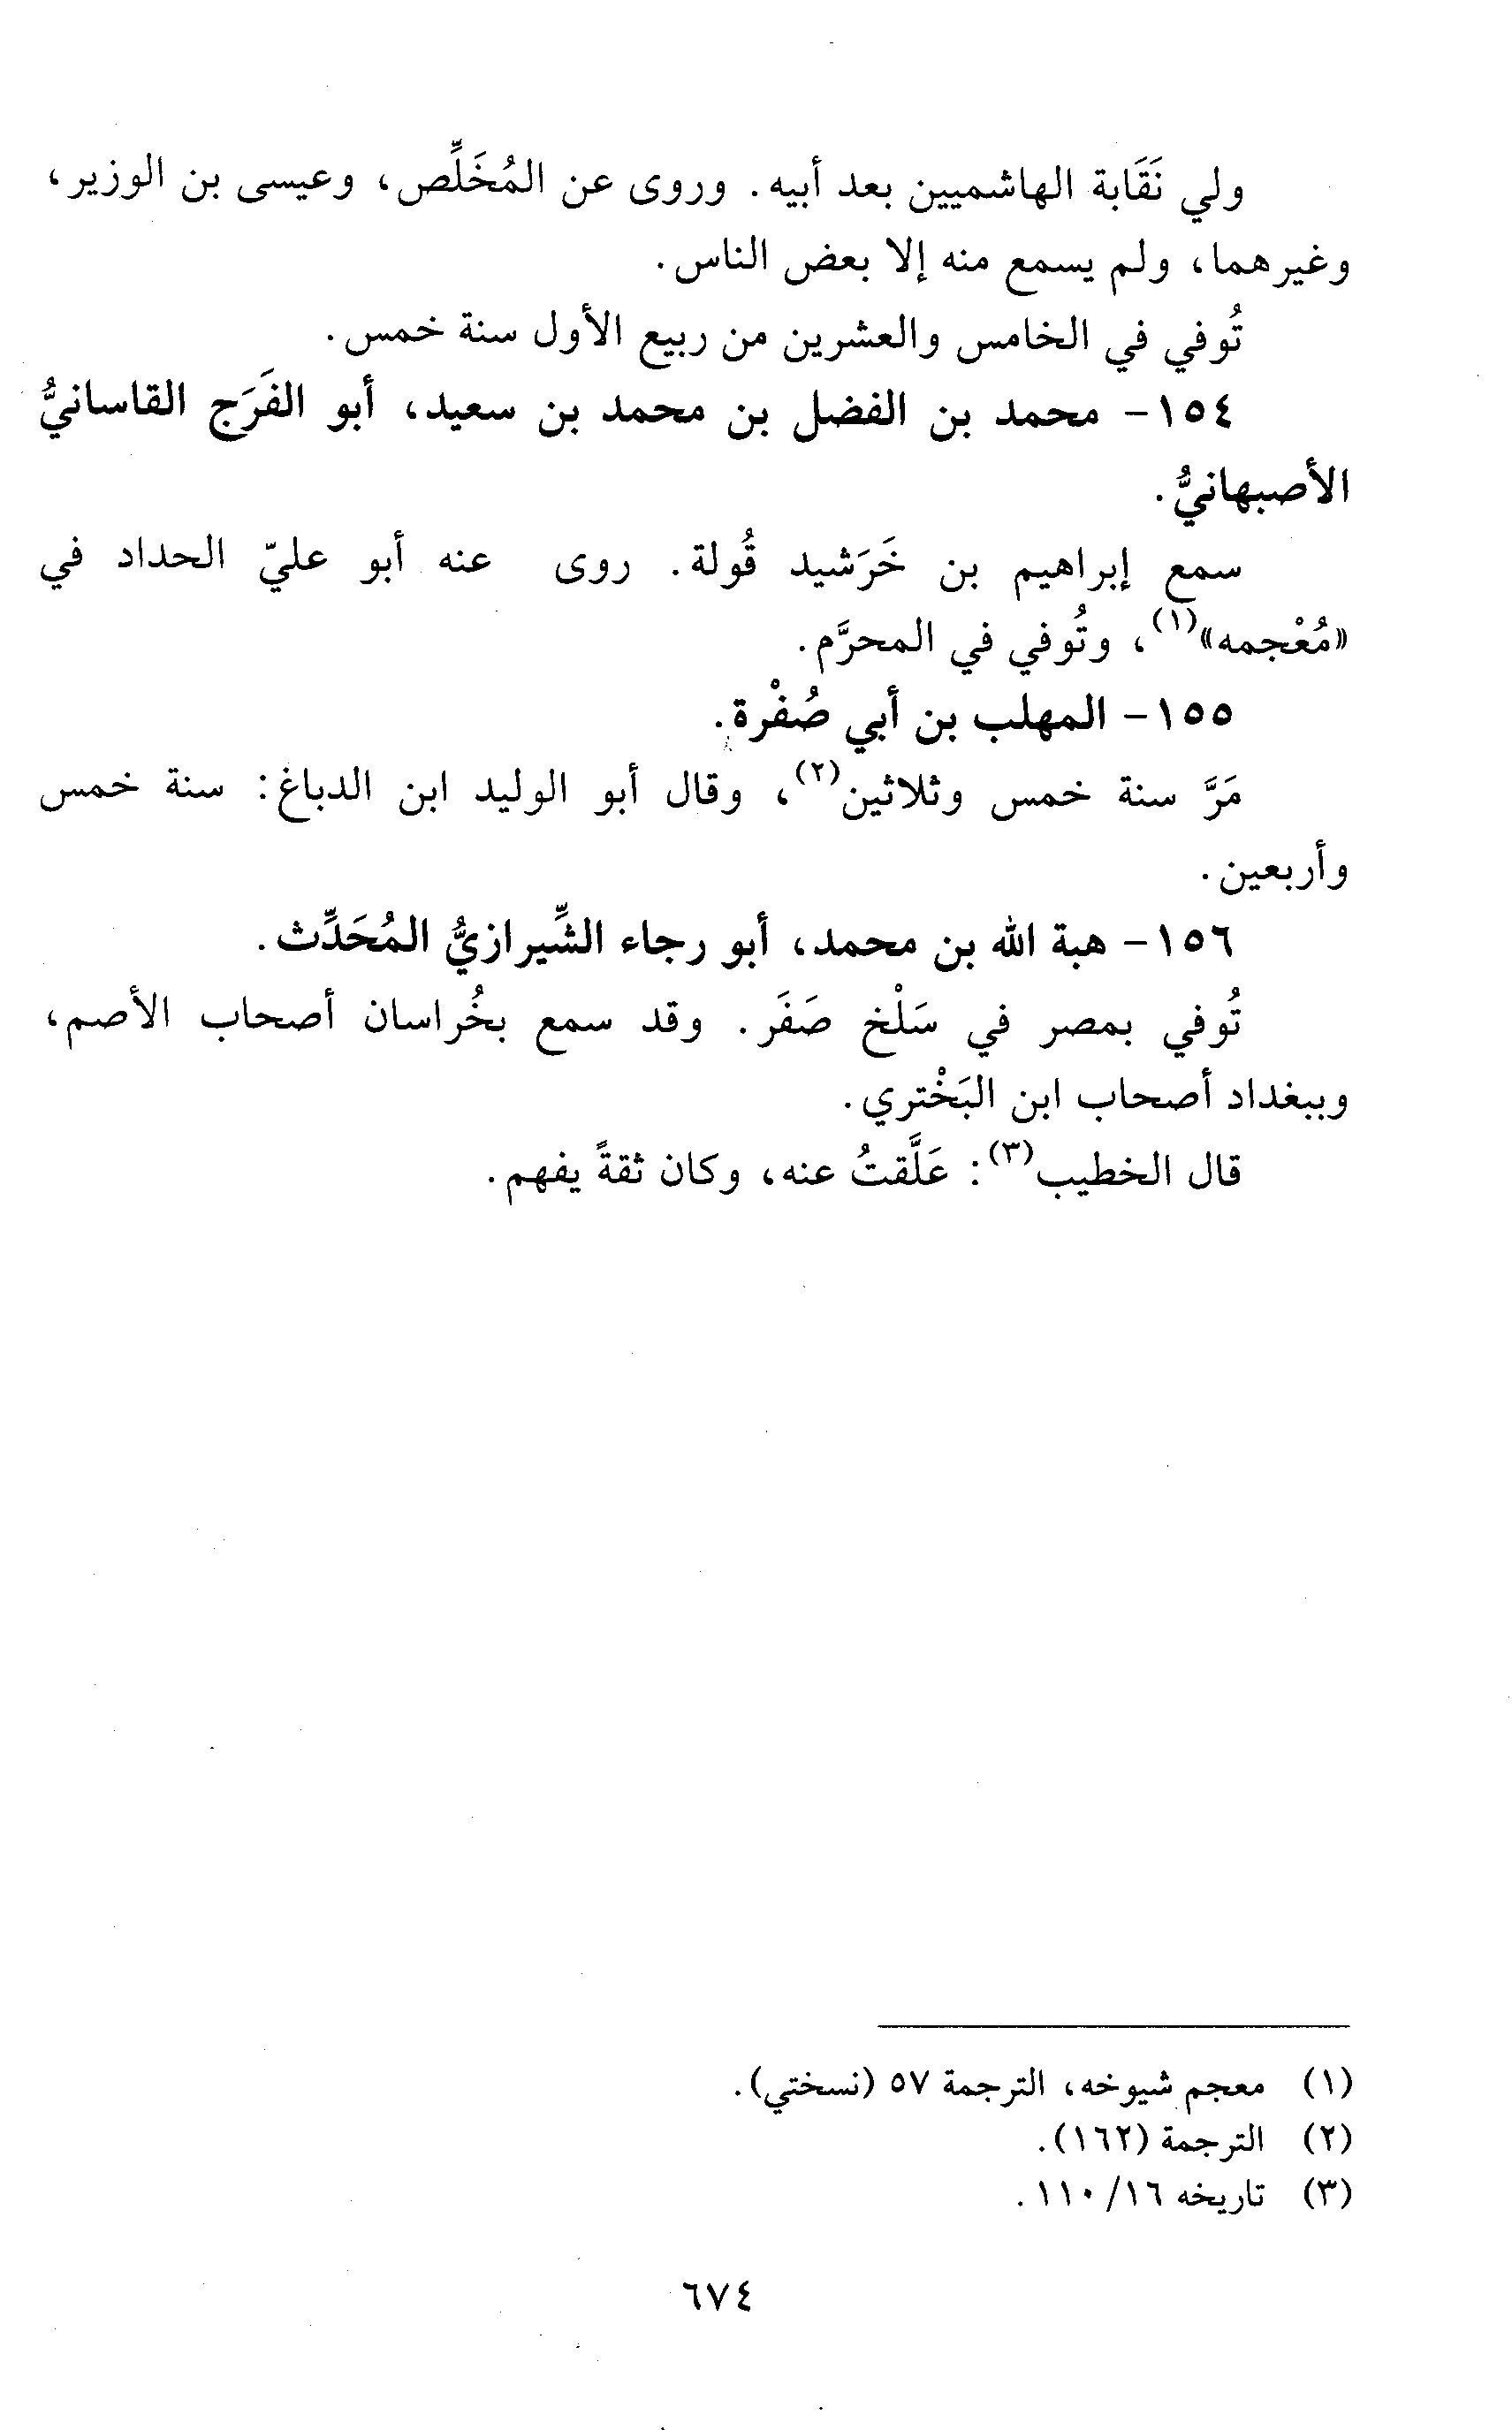 ولي نَقَابة الهاشميين بعد أبيه. وروى عن المُخَلِّص، وعيسى بن الوزير،
وغيرهما، ولم يسمع منه إلا بعض الناس.
تُوفي في الخامس والعشرين من ربيع الأول سنة خمس.
١٥٤- محمد بن الفضل بن محمد بن سعيد، أبو الفَرَج القاسانيُّ
الأصبهانيُّ.
سمع إبراهيم بن خَرَشيد قُولة. روى عنه أبو عليّ الحداد في
«مُعْجمه»(١)، وتُوفي في المحرَّم.
١٥٥- المهلب بن أبي صُفْرة.
مَرَّ سنة خمس وثلاثين(٢)، وقال أبو الوليد ابن الدباغ: سنة خمس
وأربعين.
١٥٦- هبة الله بن محمد، أبو رجاء الشِّيرازيُّ المُحَدِّث.
تُوفي بمصر في سَلْخ صَفَر. وقد سمع بخُراسان أصحاب الأصم،
وببغداد أصحاب ابن البَخْتري.
قال الخطيب(٣): عَلَّقتُ عنه، وكان ثقةً يفهم.
(١) معجم شيوخه، الترجمة ٥٧ (نسختي).
(٢) الترجمة (١٦٢).
(٣) تاريخه ١٦/ ١١٠.
٦٧٤